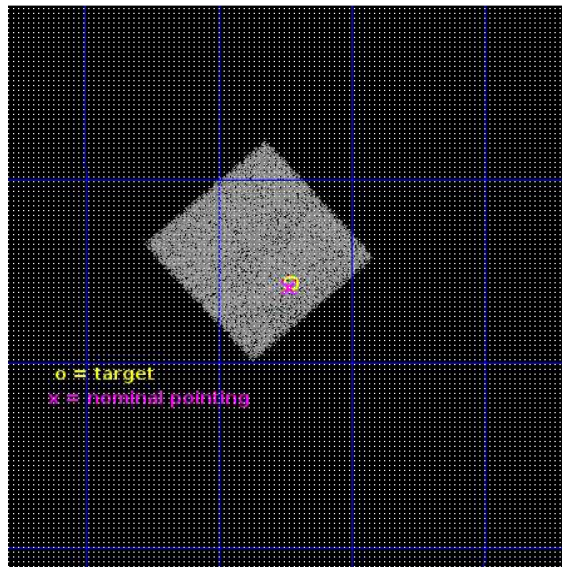 o = target
x = nominal pointing